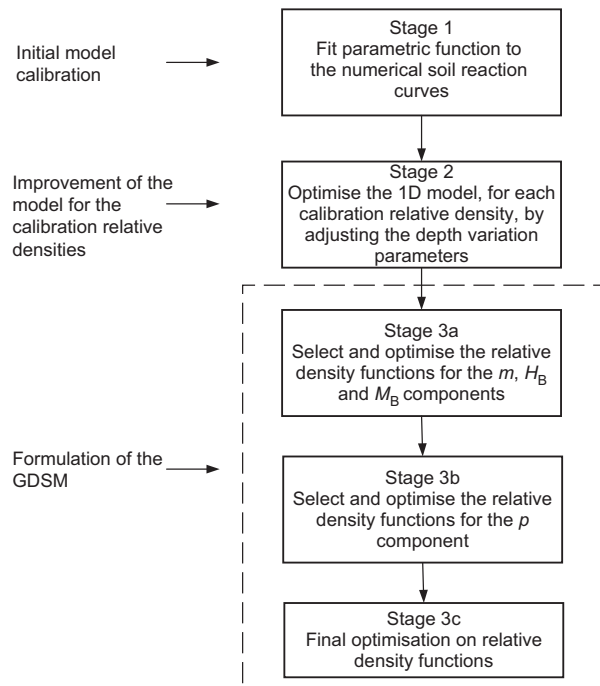 Initial model
calibration
Stage 1
Fit parametric function to
the numerical soil reaction
curves
Improvement of the
model for the
calibration relative
densities
Stage 2
Optimise the 1D model, for each
calibration relative density, by
adjusting the depth variation
parameters
Stage 3a
Select and optimise the relative
density functions for the m, HB
and MB components
Formulation of the
GDSM
Stage 3b
Select and optimise the relative
density functions for the p
component
Stage 3c
Final optimisation on relative
density functions